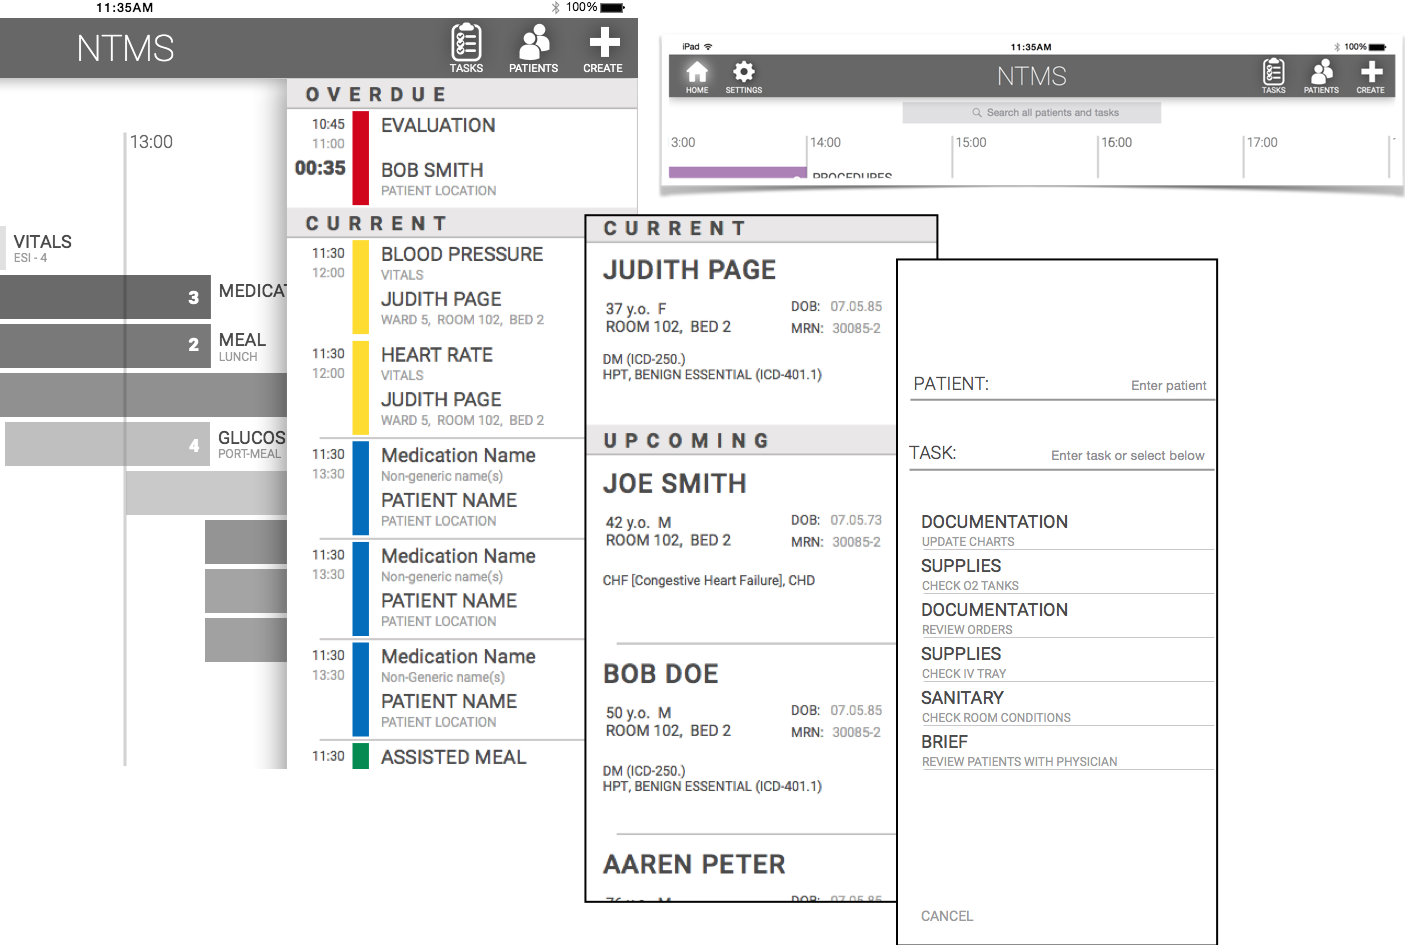 11:35AM
100%
NTMS
TASKS
PATIENTS
CREATE
13:00
VITALS
ESI - 4
3
MEDICAT
2
MEAL
LUNCH
4
GLUCOS
PORT-MEAL
OVERDUE
10:45
EVALUATION
11:00
00:35
BOB SMITH
PATIENT LOCATION
CURRENT
11:30
BLOOD PRESSURE
12:00
VITALS
JUDITH PAGE
WARD 5, ROOM 102, BED 2
11:30
HEART RATE
12:00
VITALS
JUDITH PAGE
WARD 5, ROOM 102, BED 2
11:30
Medication Name
13:30
Non-generic name(s)
PATIENT NAME
PATIENT LOCATION
11:30
Medication Name
13:30
Non-generic name(s)
PATIENT NAME
PATIENT LOCATION
11:30
Medication Name
13:30
Non-Generic name(s)
PATIENT NAME
PATIENT LOCATION
11:30
ASSISTED MEAL
iPad
11:35AM
100%
HOME
SETTINGS
NTMS
TASKS
PATIENTS
CREATE
Search all patients and tasks
3:00
14:00
15:00
16:00
17:00
PROCEDURES
CURRENT
JUDITH PAGE
37 y.o. F
DOB: 07.05.85
ROOM 102, BED 2
MRN: 30085-2
DM (ICD-250.)
HPT, BENIGN ESSENTIAL (ICD-401.1)
UPCOMING
JOE SMITH
42 y.o. M
DOB: 07.05.73
ROOM 102, BED 2
MRN: 30085-2
CHF [Congestive Heart Failure], CHD
BOB DOE
50 y.o. M
DOB: 07.05.85
ROOM 102, BED 2
MRN: 30085-2
DM (ICD-250.)
HPT, BENIGN ESSENTIAL (ICD-401.1)
AAREN PETER
76 y.o. M
DOB: 07.05.85
PATIENT:
Enter patient
TASK:
Enter task or select below
DOCUMENTATION
UPDATE CHARTS
SUPPLIES
CHECK O2 TANKS
DOCUMENTATION
REVIEW ORDERS
SUPPLIES
CHECK IV TRAY
SANITARY
CHECK ROOM CONDITIONS
BRIEF
REVIEW PATIENTS WITH PHYSICIAN
CANCEL